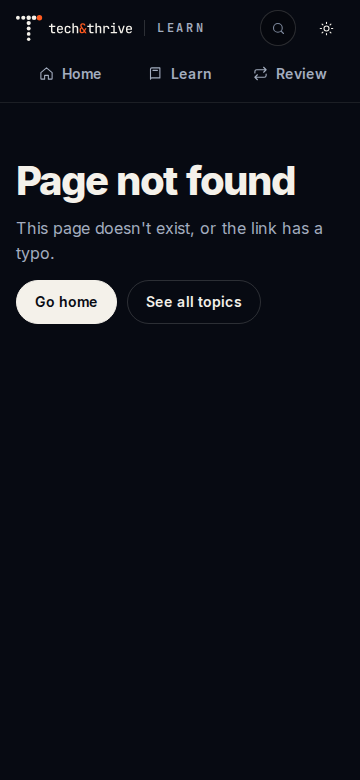 tech&thrive LEARN
Home Learn Review
Page not found
This page doesn't exist, or the link has a
typo.
Go home See all topics